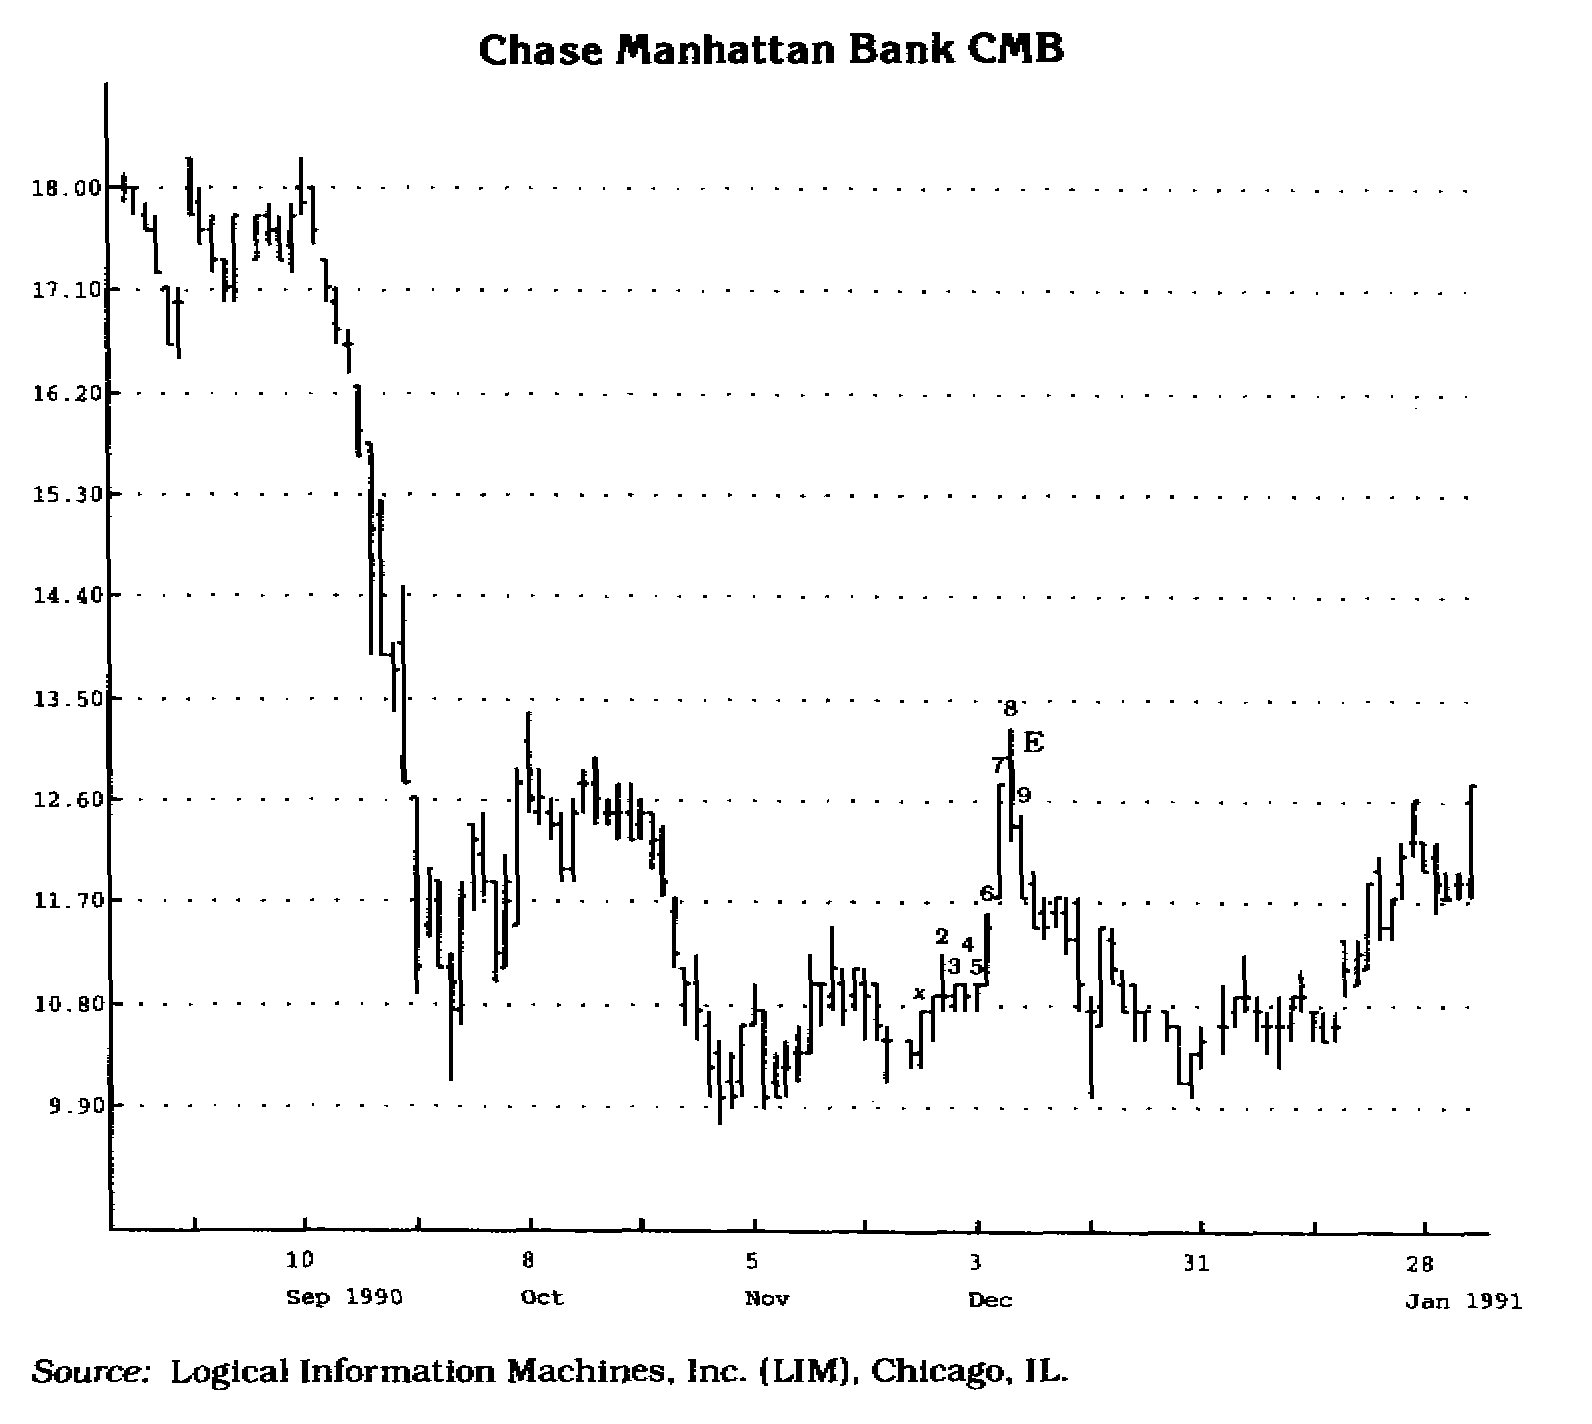 Chase Manhattan Bank CMB
18.00
17.10
16.20
15.30
14.40
13.50
8
E
7
12.60
9
11.70
6
2
4
3 5
x
10.80
9.90
10 8 5 3 31 28
Sep 1990 Oct Nov Dec Jan 1991
Source: Logical Information Machines, Inc. (LIM), Chicago, IL.